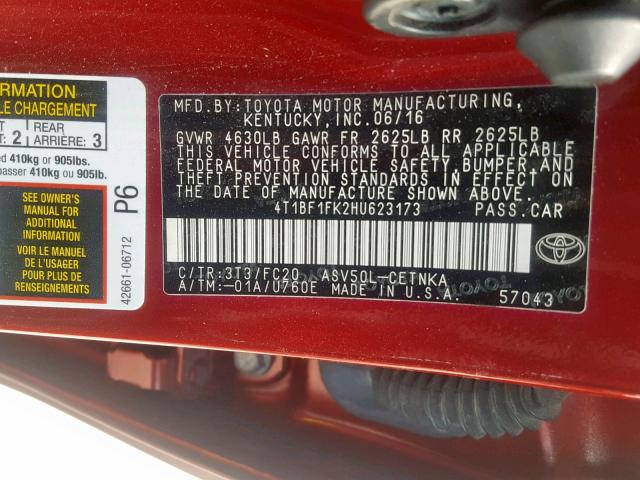 ORMATION
LE CHARGEMENT
T 2 REAR ARRIÈRE: 3
ed 410kg or 905lbs.
passer 410kg ou 905lb.
SEE OWNER'S
MANUAL FOR
ADDITIONAL
INFORMATION
VOIR LE MANUEL
DE L'USAGER
POUR PLUS DE
RENSEIGNEMENTS
P6
42661-06712
MFD.BY: TOYOTA MOTOR MANUFACTURING,
KENTUCKY, INC. 06/16
GVWR 4630LB GAWR FR 2625LB RR 2625LB
THIS VEHICLE CONFORMS TO ALL APPLICABLE
FEDERAL MOTOR VEHICLE SAFETY, BUMPER, AND
THEFT PREVENTION STANDARDS IN EFFECT ON
THE DATE OF MANUFACTURE SHOWN ABOVE.
4T1BF1FK2HU623173 PASS.CAR
C/TR:3T3/FC20 ASV50L-CETNKA
A/TM:-01A/U760E MADE IN U.S.A. 57043
TOYOTA